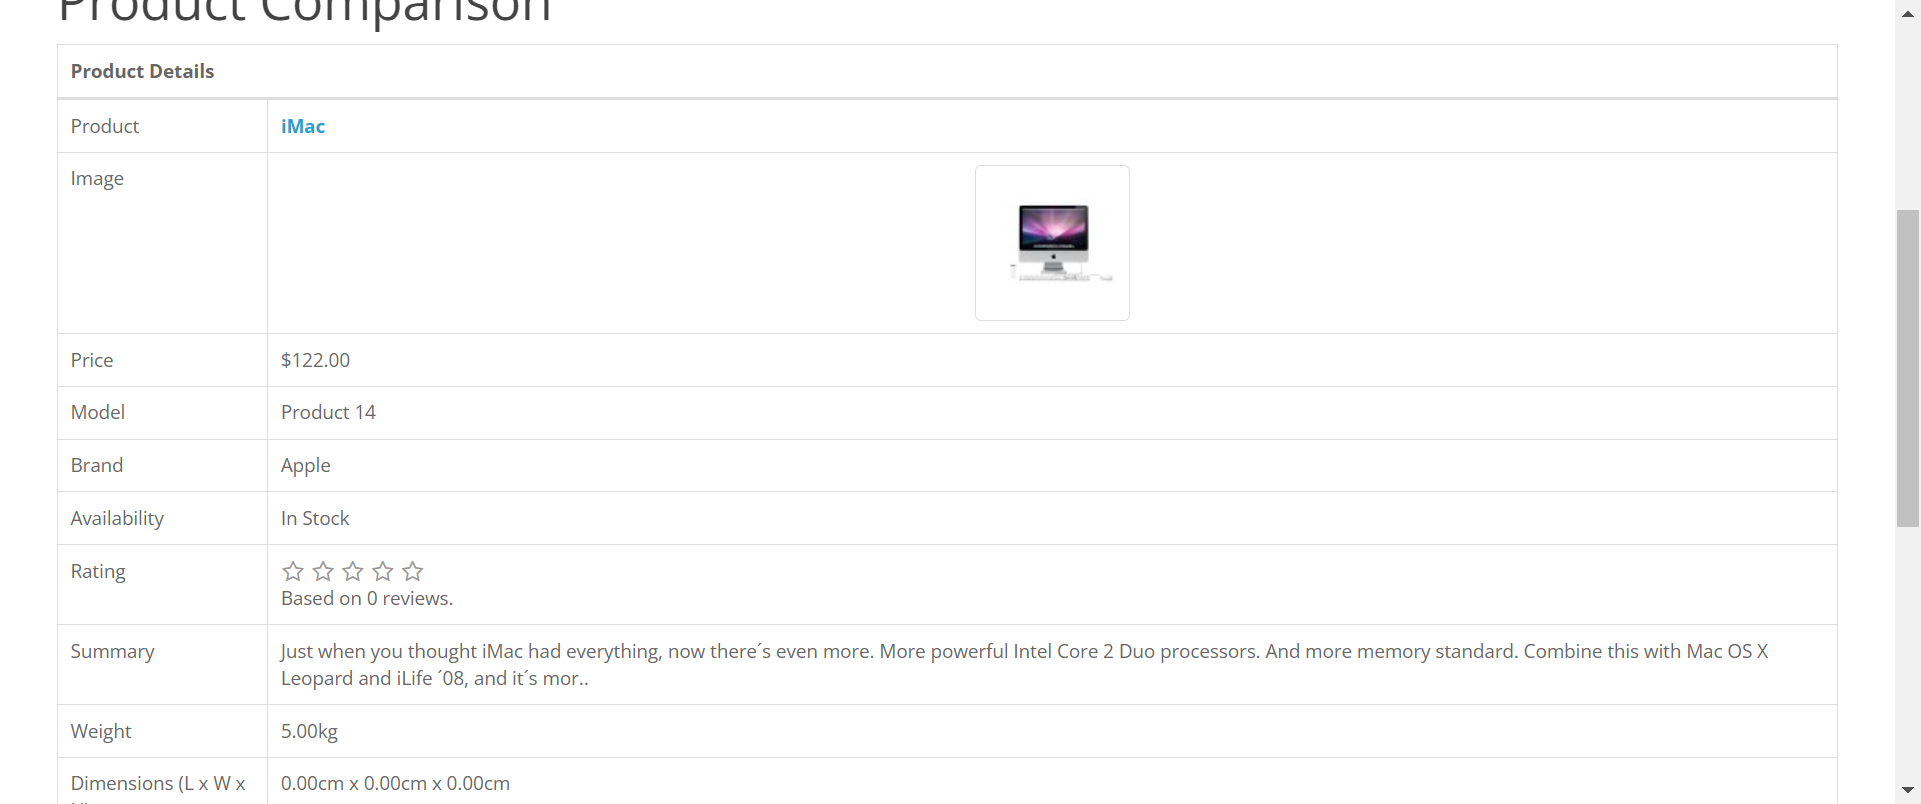 Product Comparison
Product Details
Product
iMac
Image
Price
$122.00
Model
Product 14
Brand
Apple
Availability
In Stock
Rating
Based on 0 reviews.
Summary
Just when you thought iMac had everything, now there´s even more. More powerful Intel Core 2 Duo processors. And more memory standard. Combine this with Mac OS X
Leopard and iLife ´08, and it´s mor..
Weight
5.00kg
Dimensions (L x W x
0.00cm x 0.00cm x 0.00cm